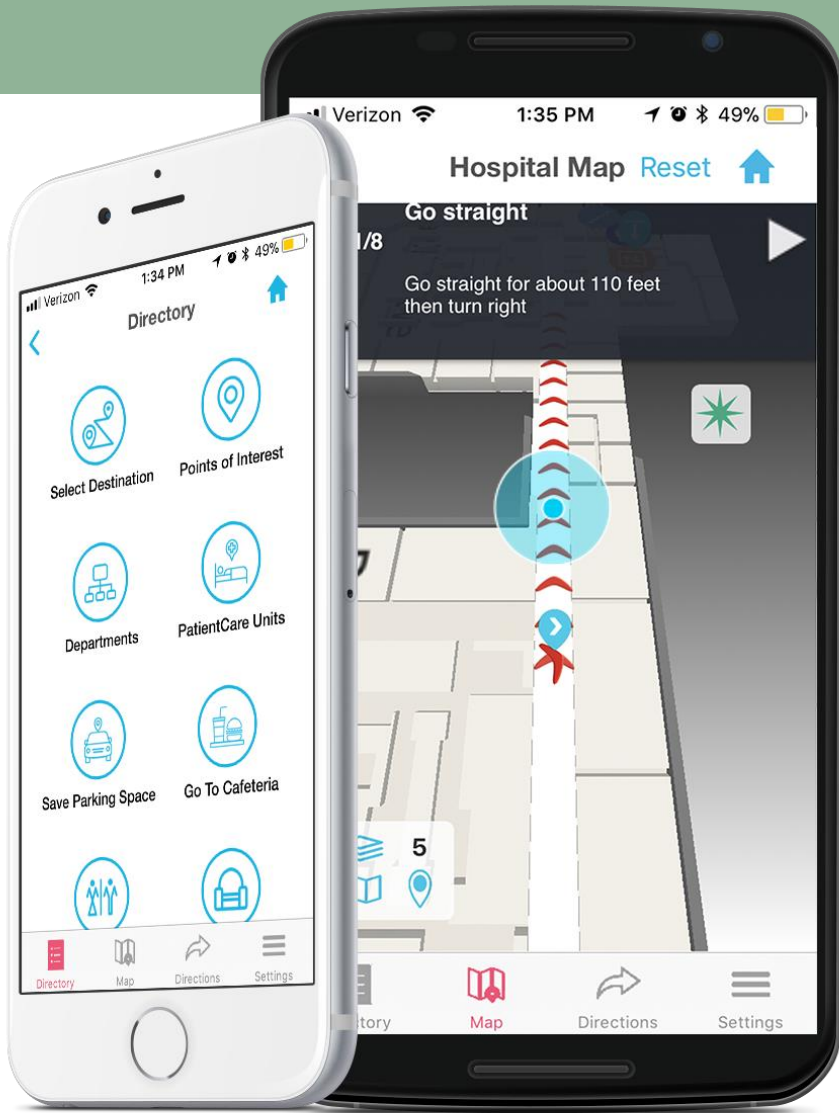 Verizon
1:34 PM
49%
Directory
Select Destination
Points of Interest
Departments
PatientCare Units
Save Parking Space
Go To Cafeteria
Directory
Map
Directions
Settings
Verizon
1:35 PM
49%
Hospital Map
Reset
Go straight
1/8
Go straight for about 110 feet
then turn right
5
Map
Directions
Settings